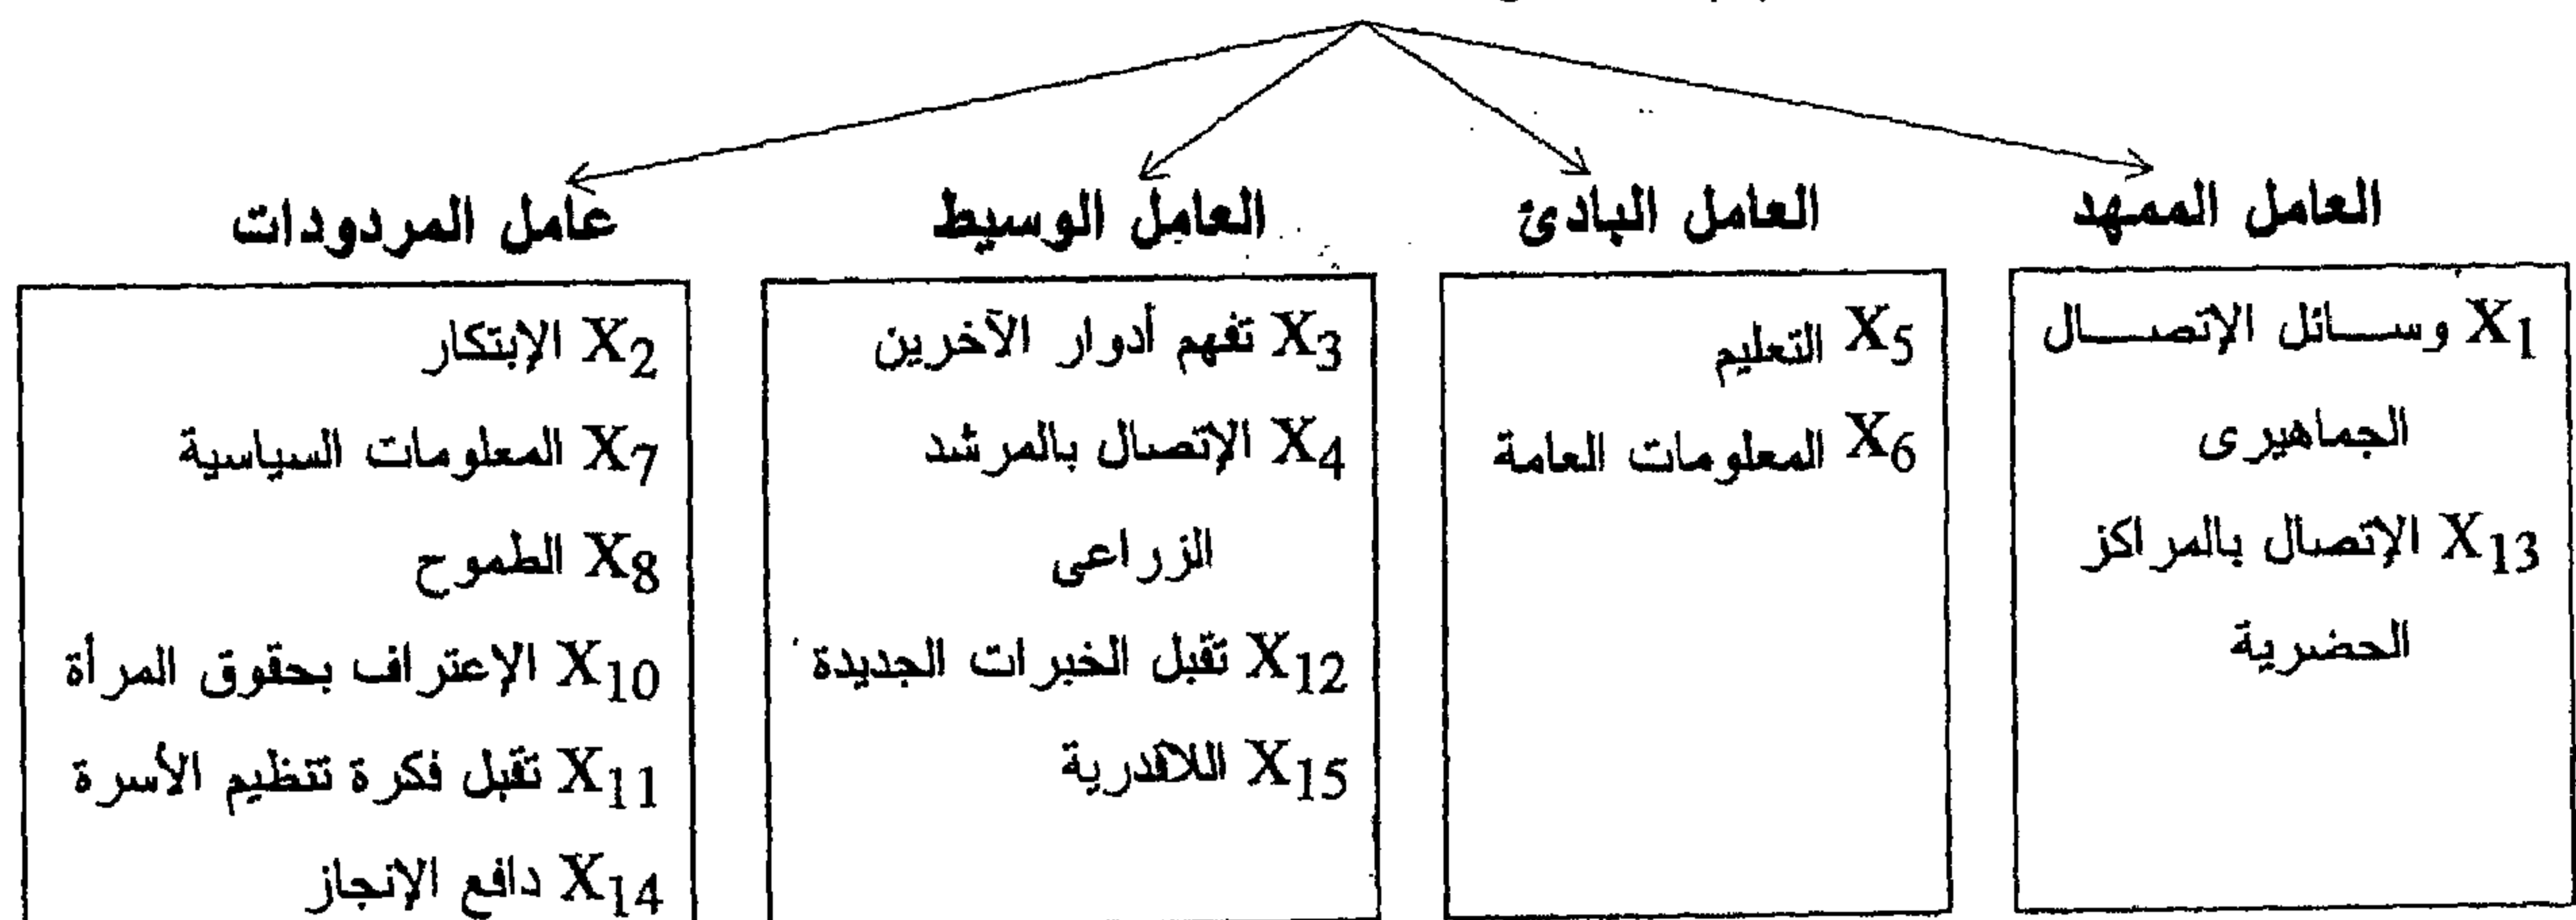 العامل الممهد
X1 وسائل الإتصال
الجماهيرى
X13 الإتصال بالمراكز
الحضرية
العامل البادئ
X5 التعليم
X6 المعلومات العامة
العامل الوسيط
X3 تفهم أدوار الآخرين
X4 الإتصال بالمرشد
الزراعى
X12 تقبل الخبرات الجديدة
X15 اللاقدرية
عامل المردودات
X2 الإبتكار
X7 المعلومات السياسية
X8 الطموح
X10 الإعتراف بحقوق المرأة
X11 تقبل فكرة تنظيم الأسرة
X14 دافع الإنجاز